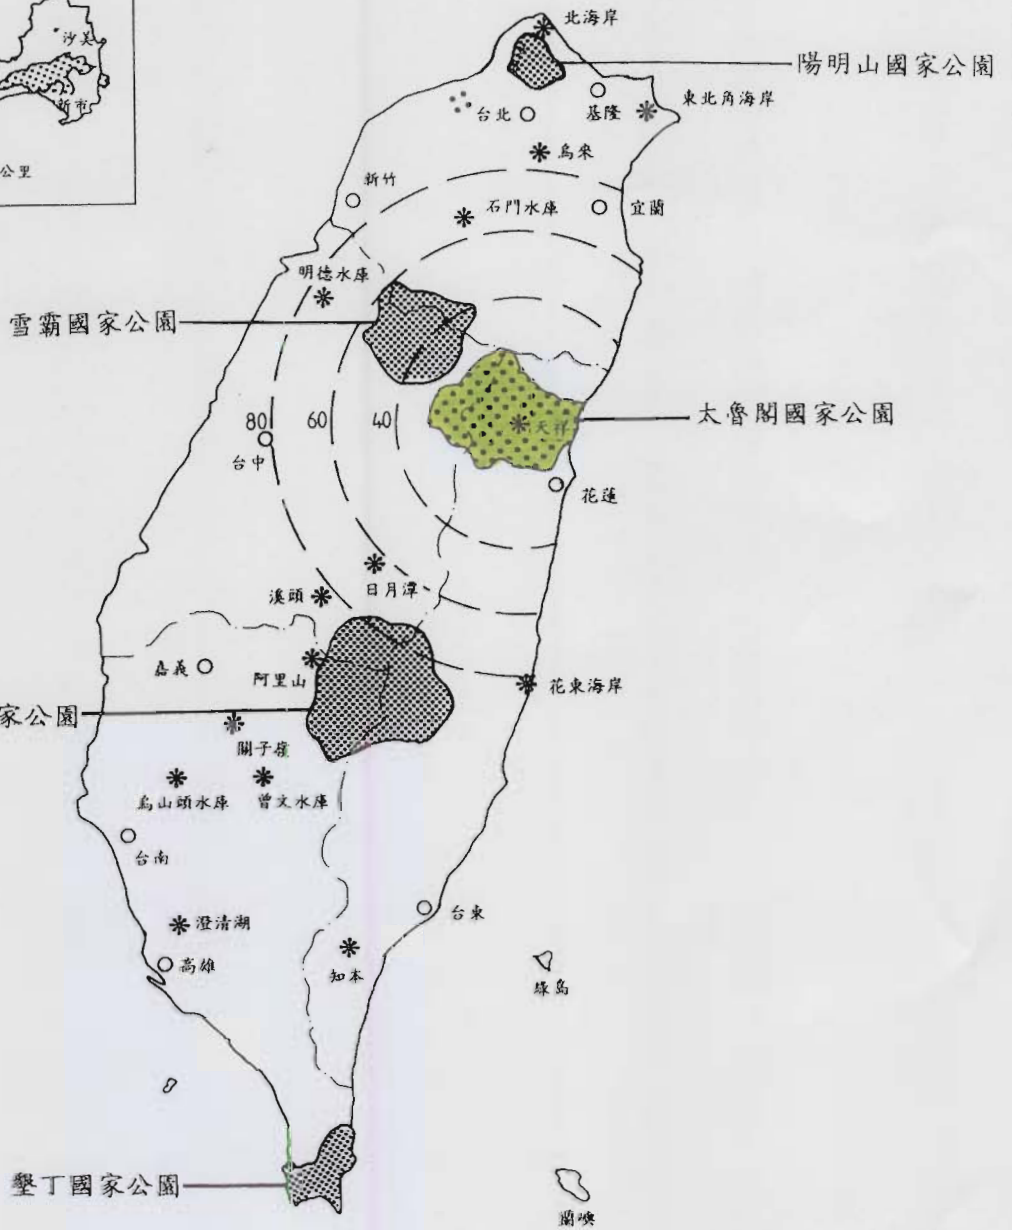 沙美
新市
公里
北海岸
陽明山國家公園
台北
基隆
東北角海岸
烏來
新竹
石門水庫
宜蘭
明德水庫
雪霸國家公園
80
60
40
太魯閣國家公園
天祥
台中
花蓮
日月潭
溪頭
嘉義
阿里山
花東海岸
家公園
關子嶺
烏山頭水庫
曾文水庫
台南
台東
澄清湖
高雄
知本
綠島
墾丁國家公園
蘭嶼